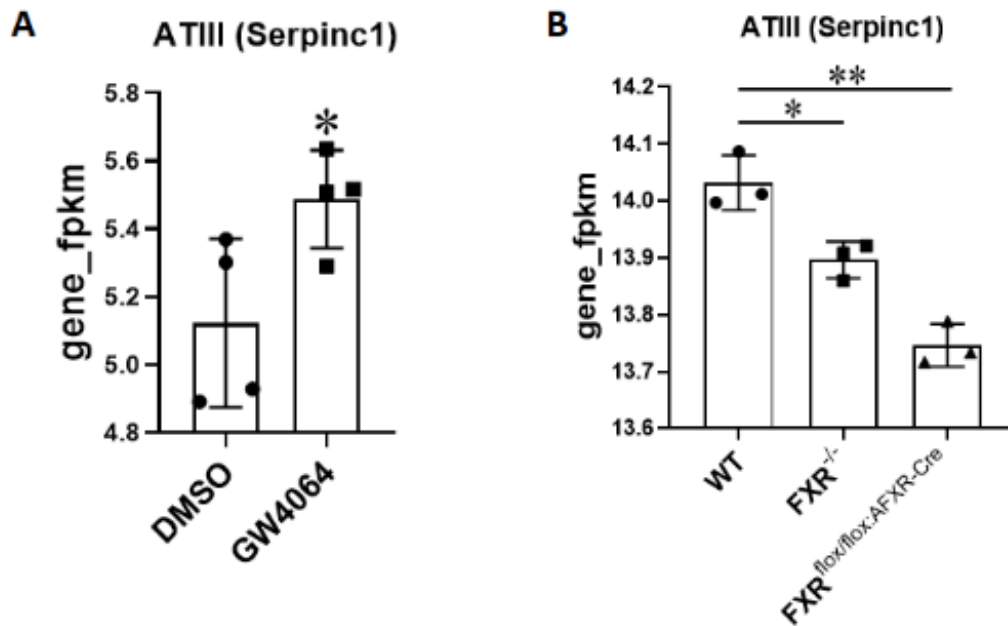 A
ATIII (Serpinc1)
gene_fpkm
5.8
5.6
5.4
5.2
5.0
4.8
*
DMSO
GW4064
B
ATIII (Serpinc1)
gene_fpkm
14.2
14.1
14.0
13.9
13.8
13.7
13.6
**
*
WT
FXR-/-
FXRflox/flox:AFXR-Cre